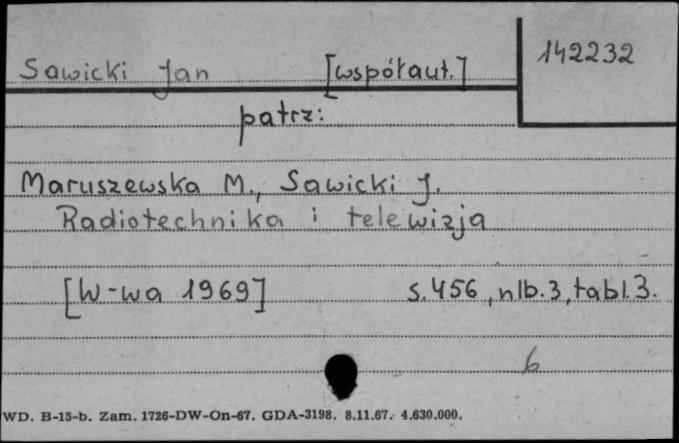 142232
Sawicki Jan [współaut.]
patrz:
Maruszewska M., Sawicki J.
Radiotechnika i telewizja
[W-wa 1969] s. 456, nlb. 3, tabl. 3.
6
WD. B-15-b. Zam. 1726-DW-On-67. GDA-3198. 8.11.67. 4.630.000.